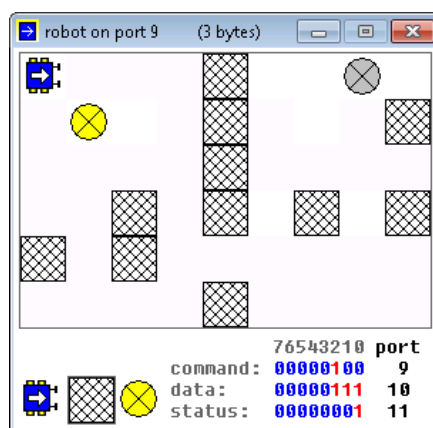 robot on port 9 (3 bytes)
76543210 port
command: 00000100 9
data: 00000111 10
status: 00000001 11